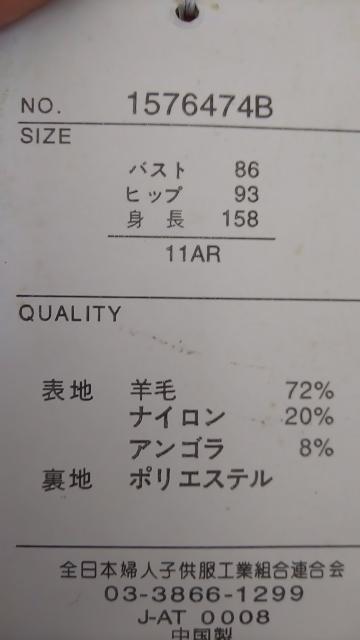 NO. 1576474B
SIZE
バスト 86
ヒップ 93
身長 158
11AR
QUALITY
表地 羊毛 72%
ナイロン 20%
アンゴラ 8%
裏地 ポリエステル
全日本婦人子供服工業組合連合会
03-3866-1299
J-AT 0008
中国製